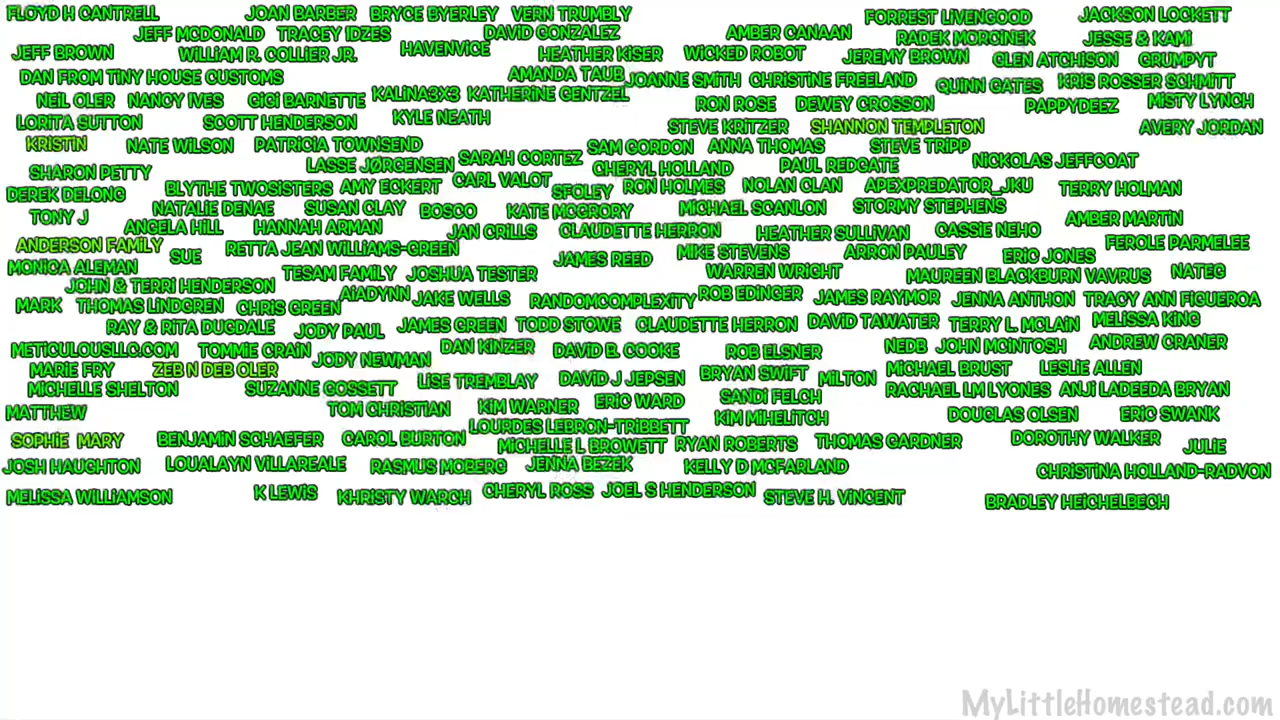 FLOYD H CANTRELL JOAN BARBER BRYCE BYERLEY VERN TRUMBLY FORREST LIVENGOOD JACKSON LOCKETT
JEFF MCDONALD TRACEY IDZES DAVID GONZALEZ AMBER CANAAN RADEK MORCINEK JESSE & KAMI
JEFF BROWN WILLIAM R. COLLIER JR. HAVENVICE HEATHER KISER WICKED ROBOT JEREMY BROWN GLEN ATCHISON GRUMPYT
DAN FROM TINY HOUSE CUSTOMS AMANDA TAUB JOANNE SMITH CHRISTINE FREELAND QUINN GATES KRIS ROSSER SCHMITT
NEIL OLER NANCY IVES GIGI BARNETTE KALINA3X3 KATHERINE GENTZEL RON ROSE DEWEY CROSSON PAPPYDEEZ MISTY LYNCH
LORITA SUTTON SCOTT HENDERSON KYLE NEATH STEVE KRITZER SHANNON TEMPLETON AVERY JORDAN
KRISTIN NATE WILSON PATRICIA TOWNSEND SAM GORDON ANNA THOMAS STEVE TRIPP
SHARON PETTY LASSE JØRGENSEN SARAH CORTEZ CHERYL HOLLAND PAUL REDGATE NICKOLAS JEFFCOAT
DEREK DELONG BLYTHE TWOSISTERS AMY ECKERT CARL VALOT SFOLEY RON HOLMES NOLAN CLAN APEXPREDATOR_JKU TERRY HOLMAN
TONY J NATALIE DENAE SUSAN CLAY BOSCO KATE MCGRORY MICHAEL SCANLON STORMY STEPHENS AMBER MARTIN
ANGELA HILL HANNAH ARMAN JAN CRILLS CLAUDETTE HERRON HEATHER SULLIVAN CASSIE NEHO
ANDERSON FAMILY SUE RETTA JEAN WILLIAMS-GREEN JAMES REED MIKE STEVENS ARRON PAULEY ERIC JONES FEROLE PARMELEE
MONICA ALEMAN TESAM FAMILY JOSHUA TESTER WARREN WRIGHT MAUREEN BLACKBURN VAVRUS NATEG
JOHN & TERRI HENDERSON AIADYNN JAKE WELLS RANDOMCOMPLEXITY ROB EDINGER JAMES RAYMOR JENNA ANTHON TRACY ANN FIGUEROA
MARK THOMAS LINDGREN CHRIS GREEN
RAY & RITA DUGDALE JODY PAUL JAMES GREEN TODD STOWE CLAUDETTE HERRON DAVID TAWATER TERRY L. MCLAIN MELISSA KING
METICULOUSLLC.COM TOMMIE CRAIN DAN KINZER DAVID B. COOKE ROB ELSNER NEDB JOHN MCINTOSH ANDREW CRANER
MARIE FRY ZEB N DEB OLER JODY NEWMAN BRYAN SWIFT MILTON MICHAEL BRUST LESLIE ALLEN
MICHELLE SHELTON SUZANNE GOSSETT LISE TREMBLAY DAVID J JEPSEN SANDI FELCH RACHAEL LM LYONES ANJI LADEEDA BRYAN
MATTHEW TOM CHRISTIAN KIM WARNER ERIC WARD KIM MIHELITCH DOUGLAS OLSEN ERIC SWANK
LOURDES LEBRON-TRIBBETT
SOPHIE MARY BENJAMIN SCHAEFER CAROL BURTON MICHELLE L BROWETT RYAN ROBERTS THOMAS GARDNER DOROTHY WALKER JULIE
JOSH HAUGHTON LOUALAYN VILLAREALE RASMUS MOBERG JENNA BEZEK KELLY D MCFARLAND CHRISTINA HOLLAND-RADVON
MELISSA WILLIAMSON K LEWIS KHRISTY WARCH CHERYL ROSS JOEL S HENDERSON STEVE H. VINCENT BRADLEY HEICHELBECH
MyLittleHomestead.com